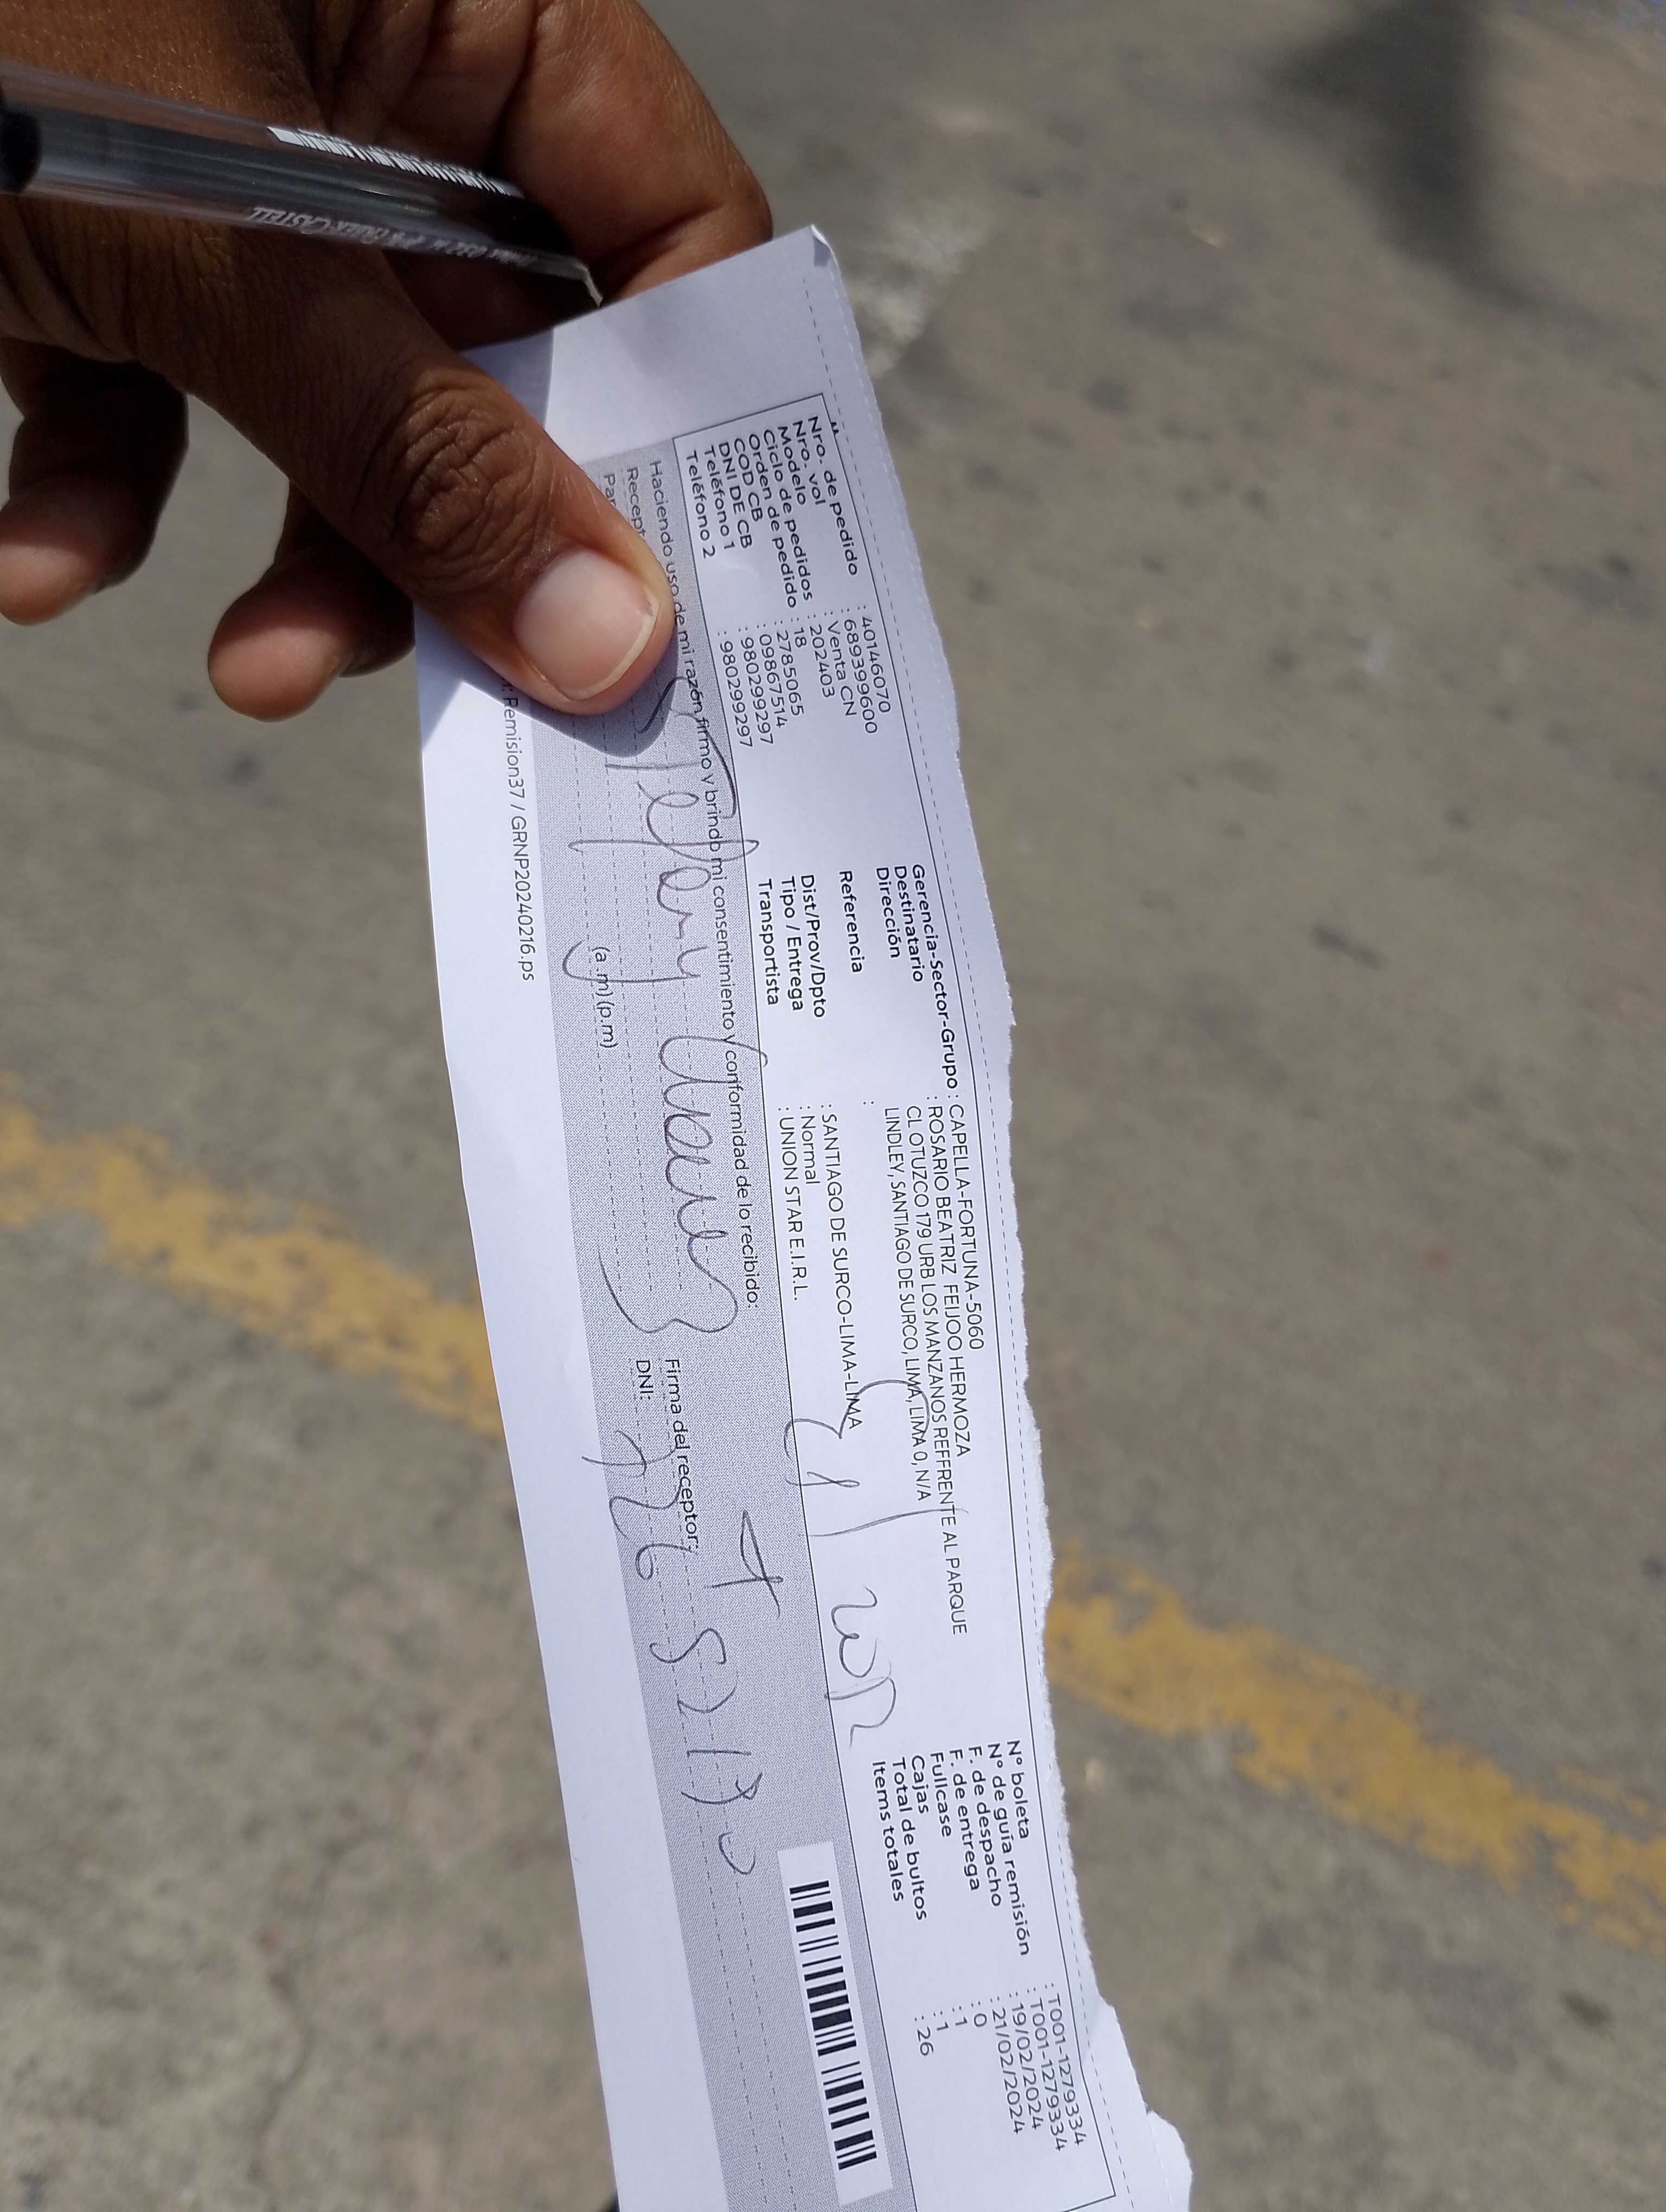 Nro. de pedido : 40146070
Nro. vol : 6893999600
Modelo : Venta CN
Ciclo de pedidos : 202403
Orden de pedido : 18
COD CB : 2785065
DNI DE CB : 09867514
Teléfono 1 : 980299297
Teléfono 2 : 980299297
Gerencia-Sector-Grupo : CAPELLA-FORTUNA-5060
Destinatario : ROSARIO BEATRIZ FEIJOO HERMOZA
Dirección CL OTUZCO 179 URB LOS MANZANOS REFFRENTE AL PARQUE
LINDLEY, SANTIAGO DE SURCO, LIMA, LIMA 0, N/A
Referencia :
Dist/Prov/Dpto : SANTIAGO DE SURCO-LIMA-LIMA
Tipo / Entrega : Normal
Transportista : UNION STAR E.I.R.L.
N° boleta : T001-1279334
N° de guía remisión : T001-1279334
F. de despacho : 19/02/2024
F. de entrega : 21/02/2024
Fullcase : 0
Cajas : 1
Total de bultos : 1
Items totales : 26
Haciendo uso de mi razón firmo y brindo mi consentimiento y conformidad de lo recibido:
Recept
Firma del receptor:
Pa
(a.m) (p.m)
DNI:
Remision37 / GRNP20240216.ps
FABER-CASTELL